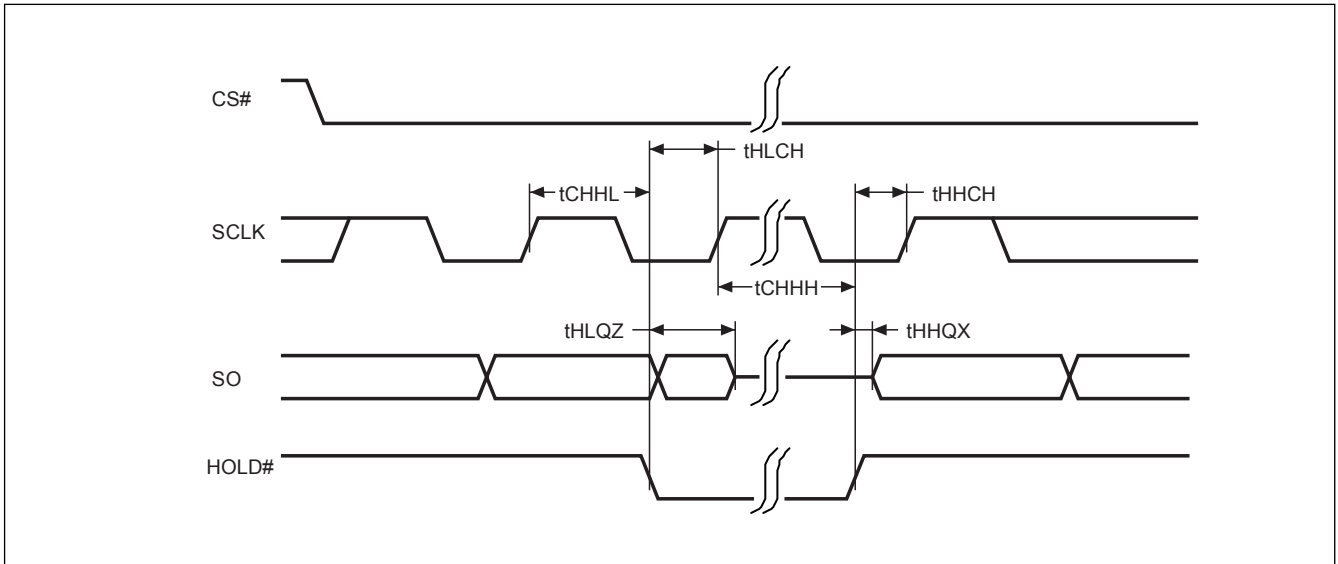 CS#
tHLCH
tCHHL
tHHCH
SCLK
tCHHH
tHLQZ
tHHQX
SO
HOLD#